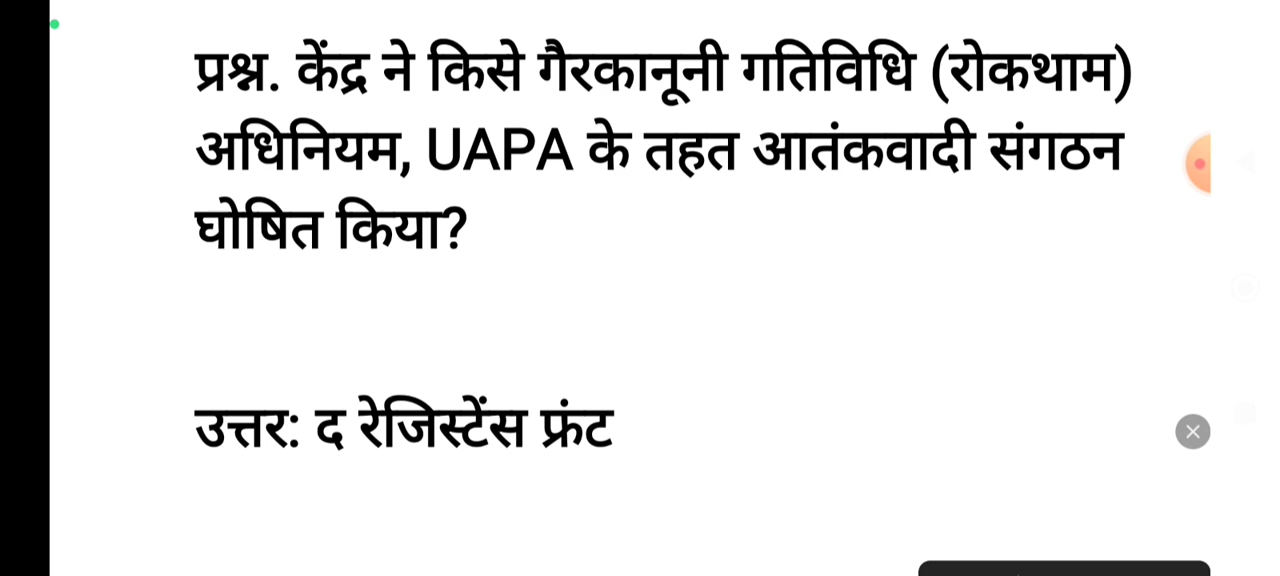 प्रश्न. केंद्र ने किसे गैरकानूनी गतिविधि (रोकथाम)
अधिनियम, UAPA के तहत आतंकवादी संगठन
घोषित किया?
उत्तर: द रेजिस्टेंस फ्रंट